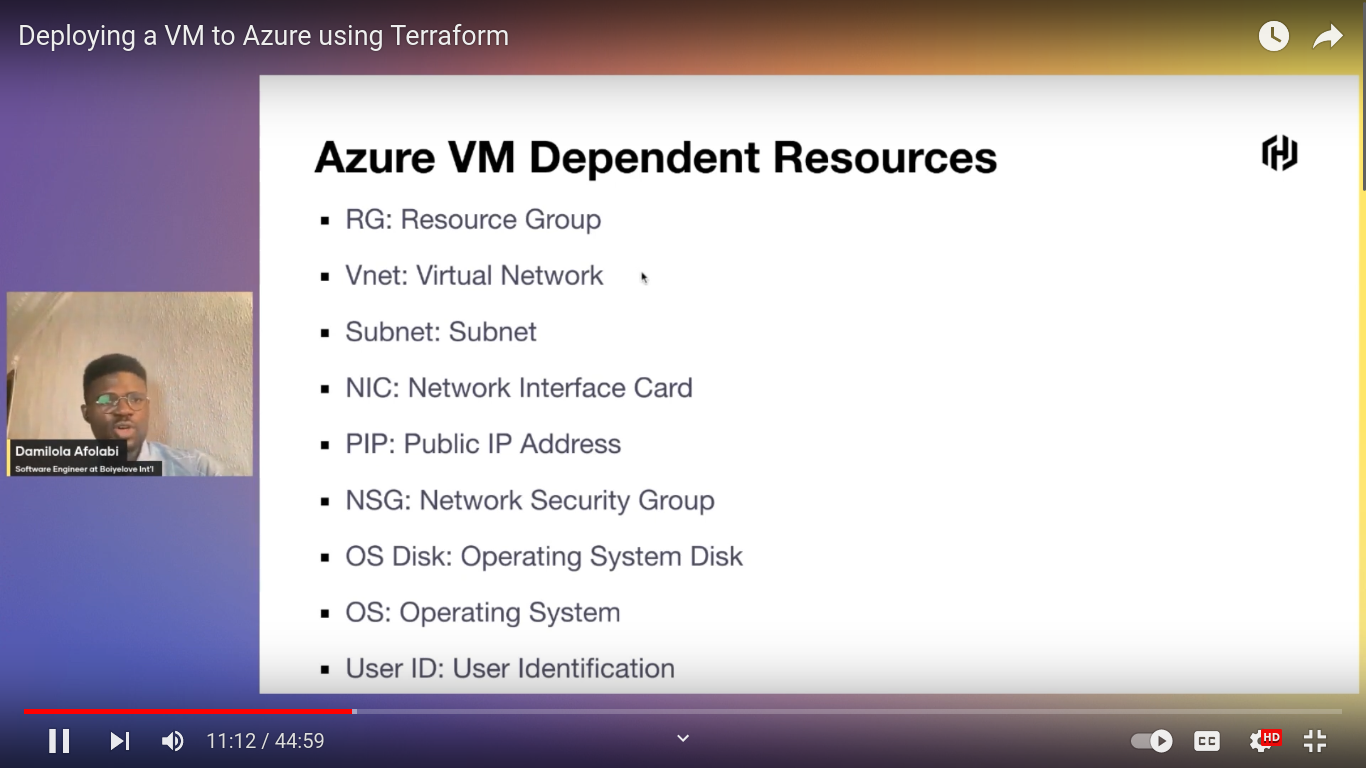 Deploying a VM to Azure using Terraform
Azure VM Dependent Resources
▪ RG: Resource Group
▪ Vnet: Virtual Network
▪ Subnet: Subnet
▪ NIC: Network Interface Card
▪ PIP: Public IP Address
▪ NSG: Network Security Group
▪ OS Disk: Operating System Disk
▪ OS: Operating System
▪ User ID: User Identification
Damilola Afolabi
Software Engineer at Boiyelove Int'l
11:12 / 44:59
CC
HD